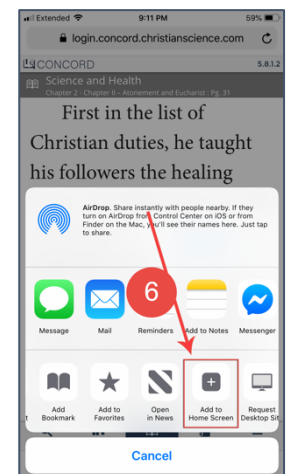 Extended 9:11 PM 59%
login.concord.christianscience.com
CONCORD 5.8.1.2
Science and Health
Chapter 2 - Chapter II – Atonement and Eucharist : Pg. 31
First in the list of
Christian duties, he taught
his followers the healing
AirDrop. Share instantly with people nearby. If they
turn on AirDrop from Control Center on iOS or from
Finder on the Mac, you'll see their names here. Just tap
to share.
6
Message Mail Reminders Add to Notes Messenger
t Add Bookmark Add to Favorites Open in News Add to Home Screen Request Desktop Sit
Cancel